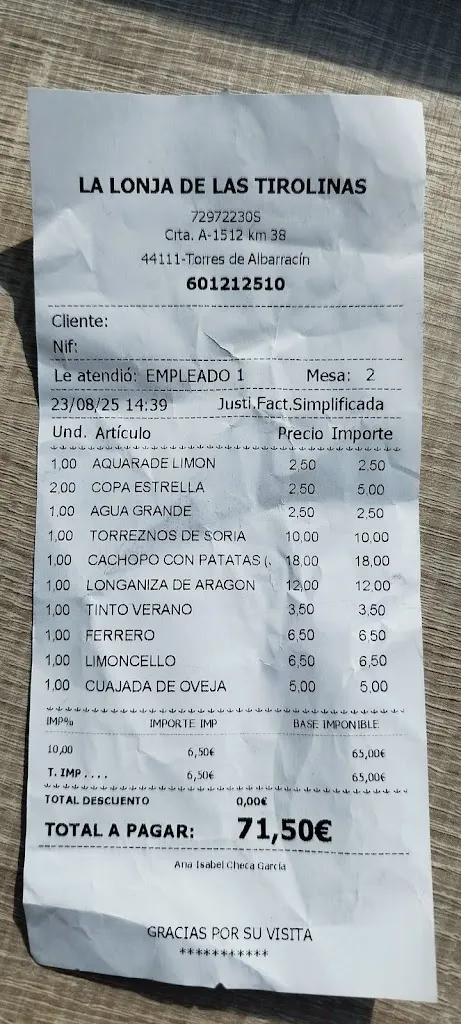 LA LONJA DE LAS TIROLINAS
72972230S
Crta. A-1512 km 38
44111-Torres de Albarracín
601212510
Cliente:
Nif:
Le atendió: EMPLEADO 1 Mesa: 2
23/08/25 14:39 Justi.Fact.Simplificada
Und. Artículo Precio Importe
1,00 AQUARADE LIMON 2,50 2,50
2,00 COPA ESTRELLA 2,50 5,00
1,00 AGUA GRANDE 2,50 2,50
1,00 TORREZNOS DE SORIA 10,00 10,00
1,00 CACHOPO CON PATATAS (. 18,00 18,00
1,00 LONGANIZA DE ARAGON 12,00 12,00
1,00 TINTO VERANO 3,50 3,50
1,00 FERRERO 6,50 6,50
1,00 LIMONCELLO 6,50 6,50
1,00 CUAJADA DE OVEJA 5,00 5,00
IMP% IMPORTE IMP BASE IMPONIBLE
10,00 6,50€ 65,00€
T. IMP .... 6,50€ 65,00€
TOTAL DESCUENTO 0,00€
TOTAL A PAGAR: 71,50€
Ana Isabel Checa García
GRACIAS POR SU VISITA
***********